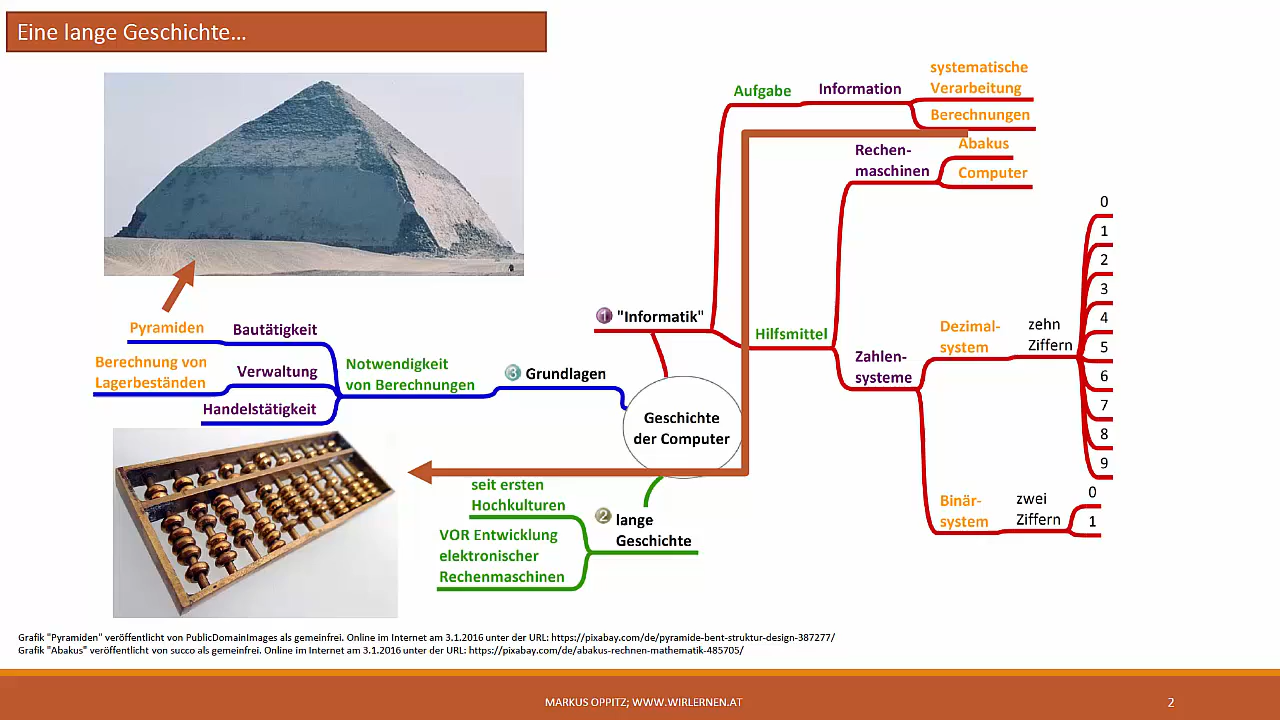 Eine lange Geschichte...
systematische
Verarbeitung
Aufgabe
Information
Berechnungen
Rechen-
maschinen
Abakus
Computer
"Informatik"
1
Hilfsmittel
Zahlen-
systeme
Dezimal-
system
zehn
Ziffern
0
1
2
3
4
5
6
7
8
9
Binär-
system
zwei
Ziffern
0
1
Pyramiden
Bautätigkeit
Berechnung von
Lagerbeständen
Verwaltung
Handelstätigkeit
Notwendigkeit
von Berechnungen
3
Grundlagen
Geschichte
der Computer
seit ersten
Hochkulturen
2
lange
Geschichte
VOR Entwicklung
elektronischer
Rechenmaschinen
Grafik "Pyramiden" veröffentlicht von PublicDomainImages als gemeinfrei. Online im Internet am 3.1.2016 unter der URL: https://pixabay.com/de/pyramide-bent-struktur-design-387277/
Grafik "Abakus" veröffentlicht von succo als gemeinfrei. Online im Internet am 3.1.2016 unter der URL: https://pixabay.com/de/abakus-rechnen-mathematik-485705/
MARKUS OPPITZ; WWW.WIRLERNEN.AT
2